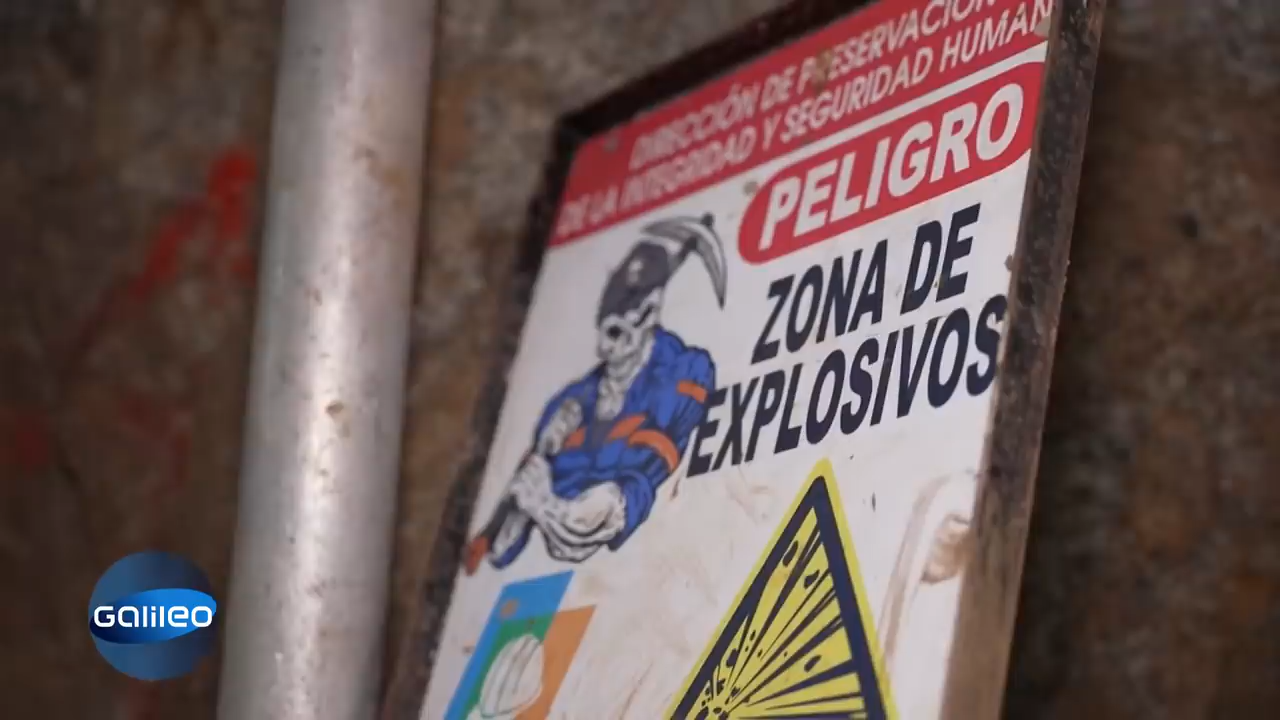 DIRECCIÓN DE PRESERVACIÓN
DE LA INTEGRIDAD Y SEGURIDAD HUMAN
PELIGRO
ZONA DE
EXPLOSIVOS
Galileo